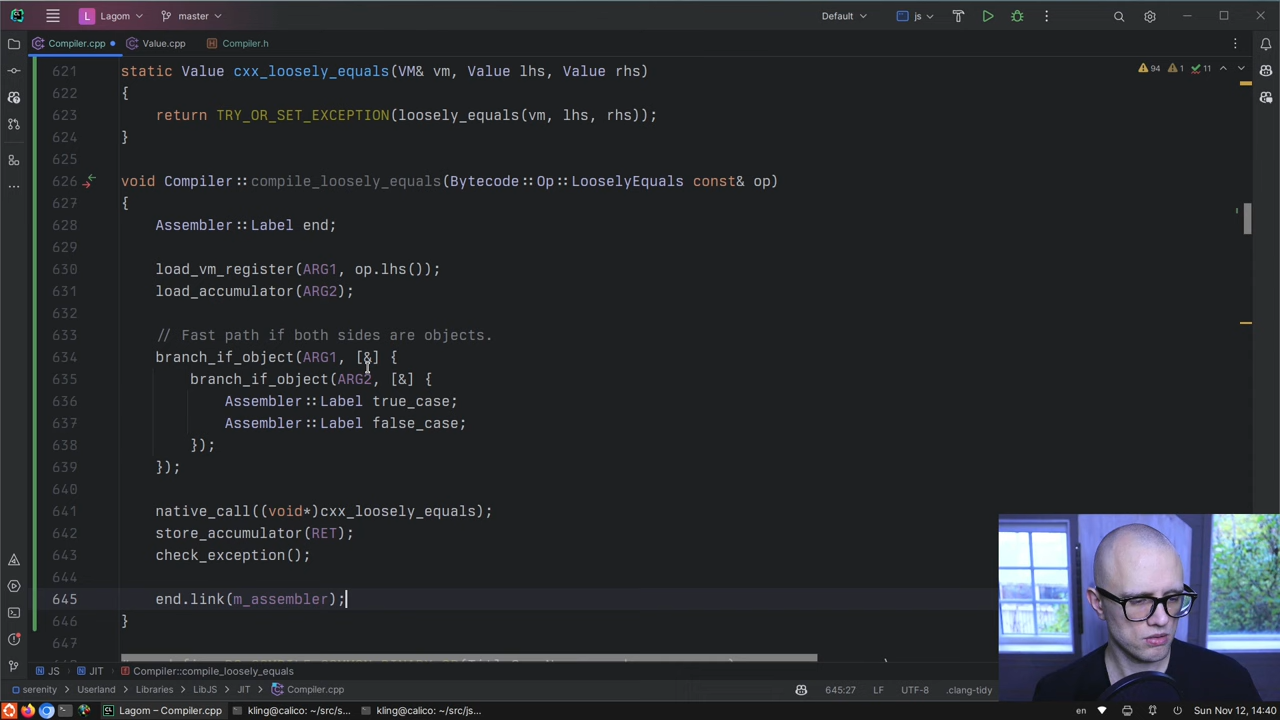 L Lagom master Default js
Compiler.cpp Value.cpp Compiler.h
94 1 11
621 static Value cxx_loosely_equals(VM& vm, Value lhs, Value rhs)
622 {
623 return TRY_OR_SET_EXCEPTION(loosely_equals(vm, lhs, rhs));
624 }
625
626 void Compiler::compile_loosely_equals(Bytecode::Op::LooselyEquals const& op)
627 {
628 Assembler::Label end;
629
630 load_vm_register(ARG1, op.lhs());
631 load_accumulator(ARG2);
632
633 // Fast path if both sides are objects.
634 branch_if_object(ARG1, [&] {
635 branch_if_object(ARG2, [&] {
636 Assembler::Label true_case;
637 Assembler::Label false_case;
638 });
639 });
640
641 native_call((void*)cxx_loosely_equals);
642 store_accumulator(RET);
643 check_exception();
644
645 end.link(m_assembler);
646 }
647
JS JIT Compiler::compile_loosely_equals
serenity Userland Libraries LibJS JIT Compiler.cpp 645:27 LF UTF-8 .clang-tidy
Lagom – Compiler.cpp kling@calico: ~/src/s... kling@calico: ~/src/js... en Sun Nov 12, 14:40